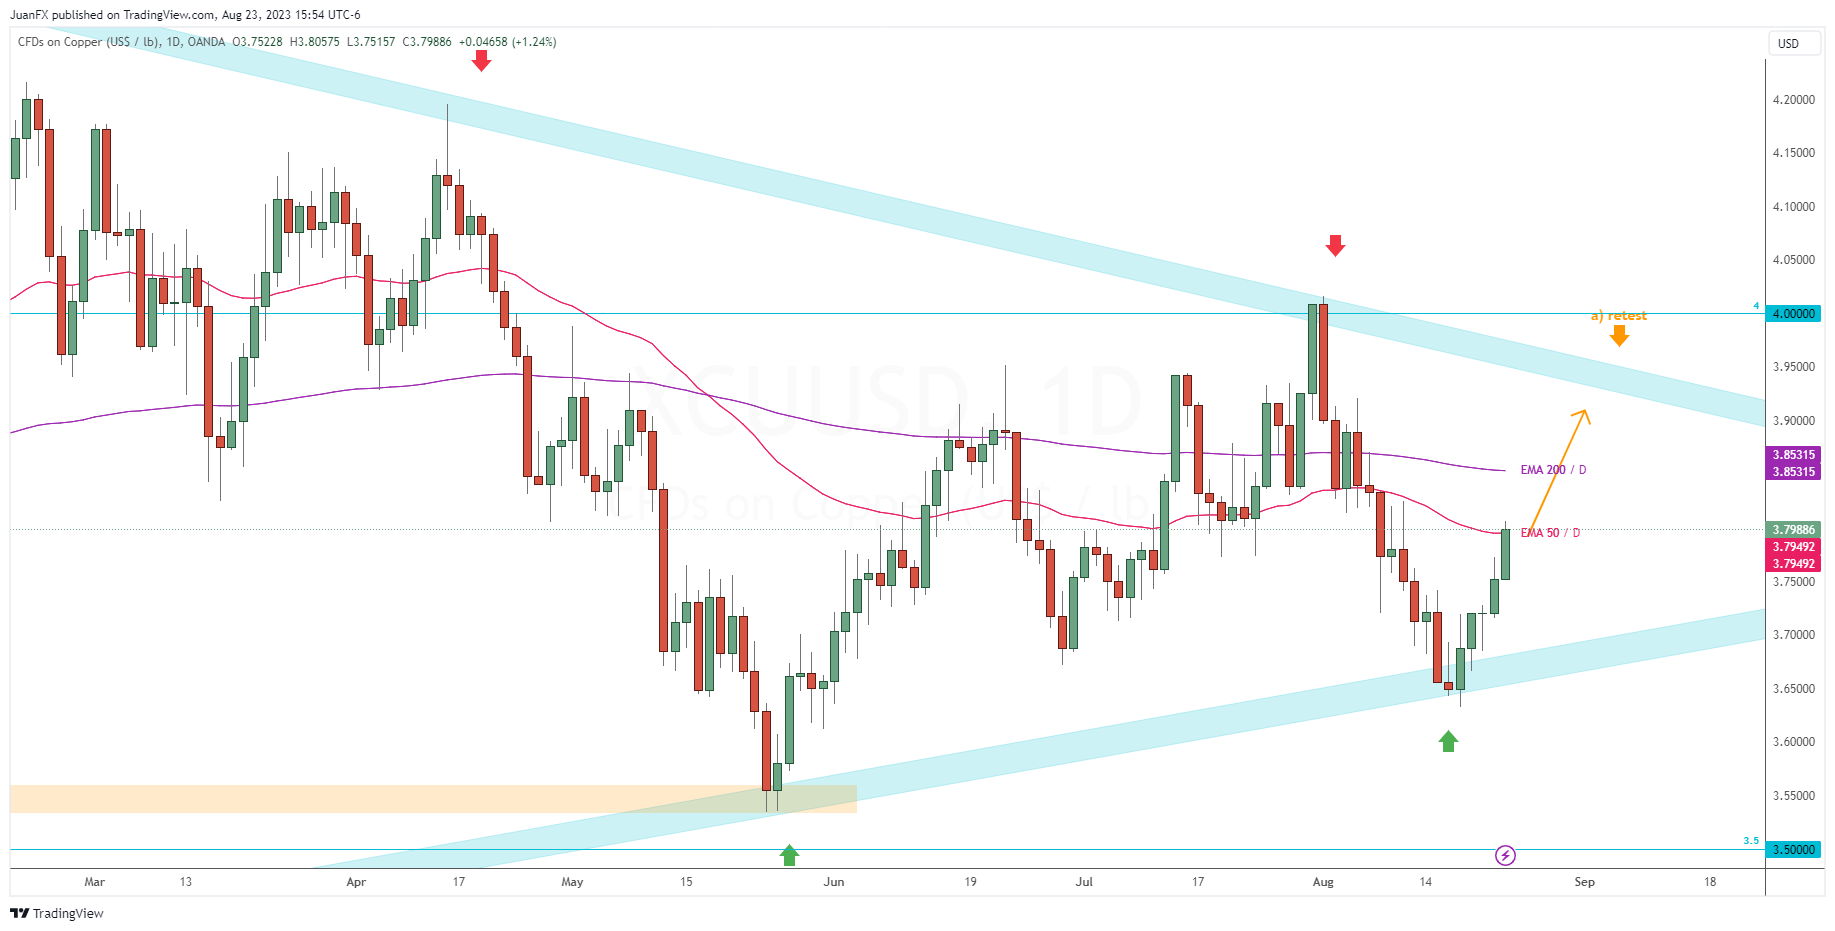 JuanFX published on TradingView.com, Aug 23, 2023 15:54 UTC-6
CFDs on Copper (US$ / lb), 1D, OANDA O3.75228 H3.80575 L3.75157 C3.79886 +0.04658 (+1.24%)
USD
4.20000
4.15000
4.10000
4.05000
4
4.00000
a) retest
3.95000
XCUUSD, 1D
3.90000
3.85315
EMA 200 / D
3.85315
CFDs on Copper (US$ / lb)
3.79886
EMA 50 / D
3.79492
3.79492
3.75000
3.70000
3.65000
3.60000
3.55000
3.5
3.50000
Mar 13 Apr 17 May 15 Jun 19 Jul 17 Aug 14 Sep 18
TradingView